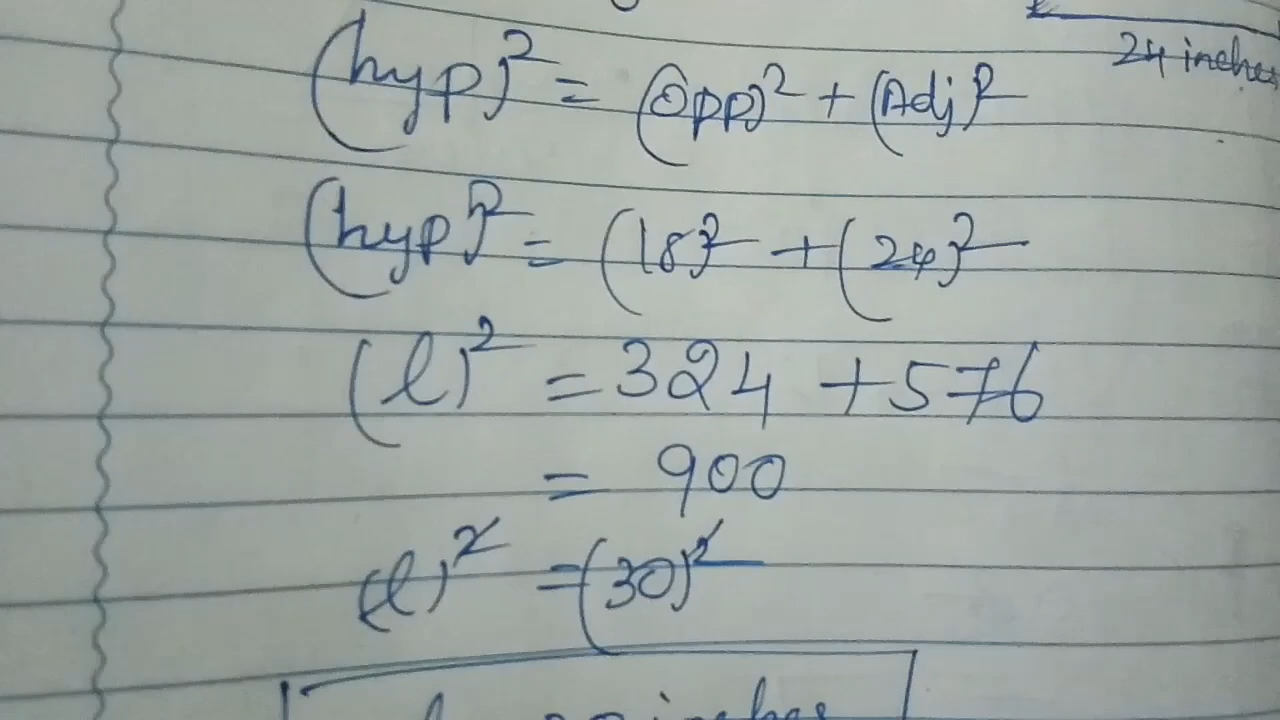 24 inches
(hyp)² = (Opp)² + (Adj)²
(hyp)² = (18)² + (24)²
(l)² = 324 + 576
= 900
(l)² = (30)²
inches